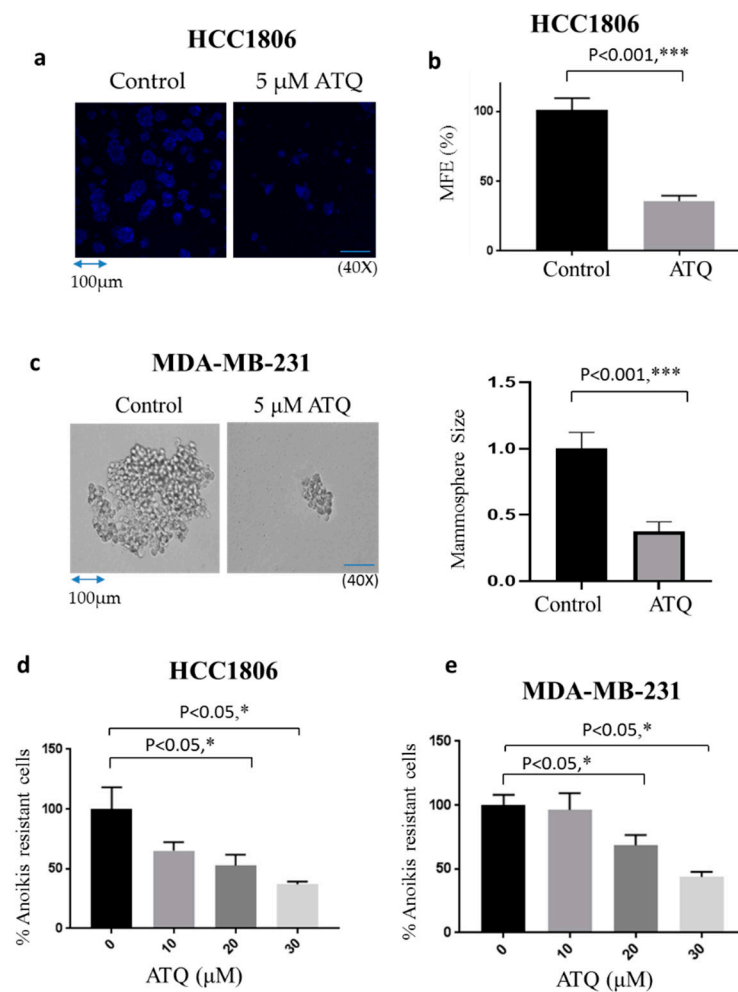 HCC1806
a
Control
5 μM ATQ
100μm
(40X)
HCC1806
b
P<0.001,***
MFE (%)
100
50
0
Control
ATQ
c
MDA-MB-231
Control
5 μM ATQ
100μm
(40X)
P<0.001,***
Mammosphere Size
1.5
1.0
0.5
0.0
Control
ATQ
d
HCC1806
P<0.05,*
P<0.05,*
% Anoikis resistant cells
150
100
50
0
0
10
20
30
ATQ (μM)
e
MDA-MB-231
P<0.05,*
P<0.05,*
% Anoikis resistant cells
150
100
50
0
0
10
20
30
ATQ (μM)